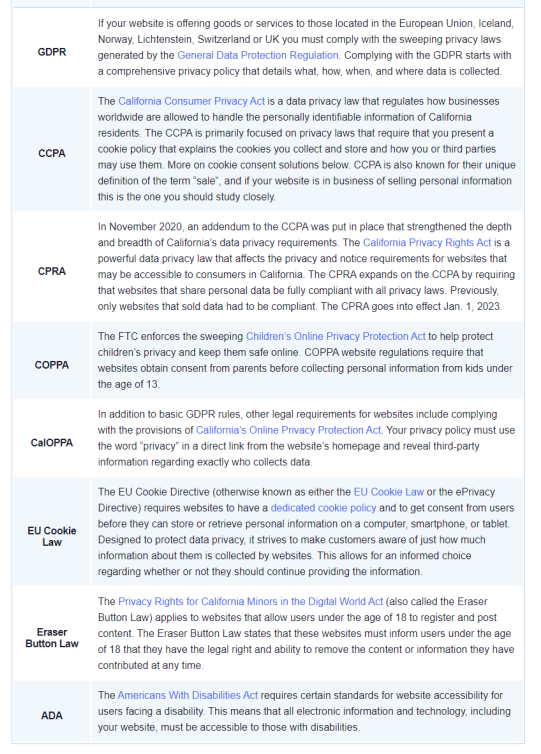 If your website is offering goods or services to those located in the European Union, Iceland,
Norway, Lichtenstein, Switzerland or UK you must comply with the sweeping privacy laws
GDPR
generated by the General Data Protection Regulation. Complying with the GDPR starts with
a comprehensive privacy policy that details what, how, when, and where data is collected.
The California Consumer Privacy Act is a data privacy law that regulates how businesses
worldwide are allowed to handle the personally identifiable information of California
residents. The CCPA is primarily focused on privacy laws that require that you present a
CCPA
cookie policy that explains the cookies you collect and store and how you or third parties
may use them. More on cookie consent solutions below. CCPA is also known for their unique
definition of the term “sale”, and if your website is in business of selling personal information
this is the one you should study closely.
In November 2020, an addendum to the CCPA was put in place that strengthened the depth
and breadth of California’s data privacy requirements. The California Privacy Rights Act is a
powerful data privacy law that affects the privacy and notice requirements for websites that
CPRA
may be accessible to consumers in California. The CPRA expands on the CCPA by requiring
that websites that share personal data be fully compliant with all privacy laws. Previously,
only websites that sold data had to be compliant. The CPRA goes into effect Jan. 1, 2023.
The FTC enforces the sweeping Children’s Online Privacy Protection Act to help protect
children’s privacy and keep them safe online. COPPA website regulations require that
COPPA
websites obtain consent from parents before collecting personal information from kids under
the age of 13.
In addition to basic GDPR rules, other legal requirements for websites include complying
with the provisions of California’s Online Privacy Protection Act. Your privacy policy must use
CalOPPA
the word “privacy” in a direct link from the website’s homepage and reveal third-party
information regarding exactly who collects data.
The EU Cookie Directive (otherwise known as either the EU Cookie Law or the ePrivacy
Directive) requires websites to have a dedicated cookie policy and to get consent from users
before they can store or retrieve personal information on a computer, smartphone, or tablet.
EU Cookie
Law
Designed to protect data privacy, it strives to make customers aware of just how much
information about them is collected by websites. This allows for an informed choice
regarding whether or not they should continue providing the information.
The Privacy Rights for California Minors in the Digital World Act (also called the Eraser
Button Law) applies to websites that allow users under the age of 18 to register and post
Eraser
Button Law
content. The Eraser Button Law states that these websites must inform users under the age
of 18 that they have the legal right and ability to remove the content or information they have
contributed at any time.
The Americans With Disabilities Act requires certain standards for website accessibility for
ADA
users facing a disability. This means that all electronic information and technology, including
your website, must be accessible to those with disabilities.